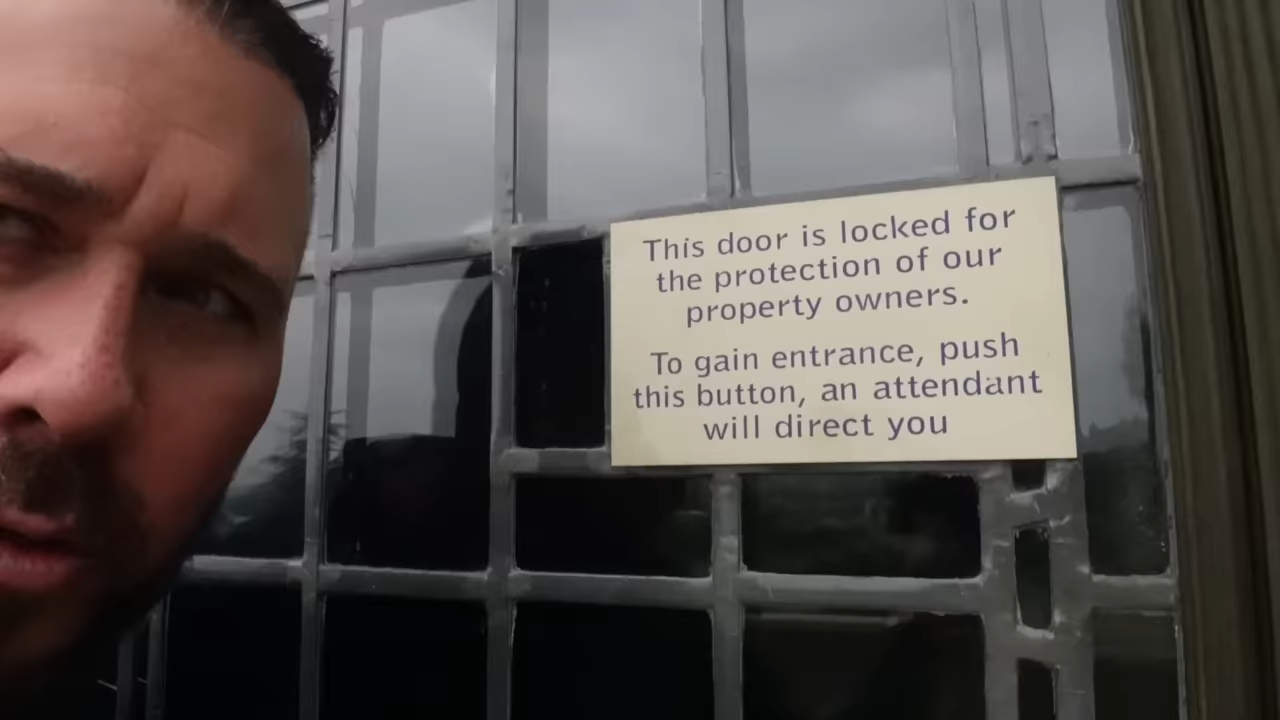 This door is locked for
the protection of our
property owners.
To gain entrance, push
this button, an attendant
will direct you